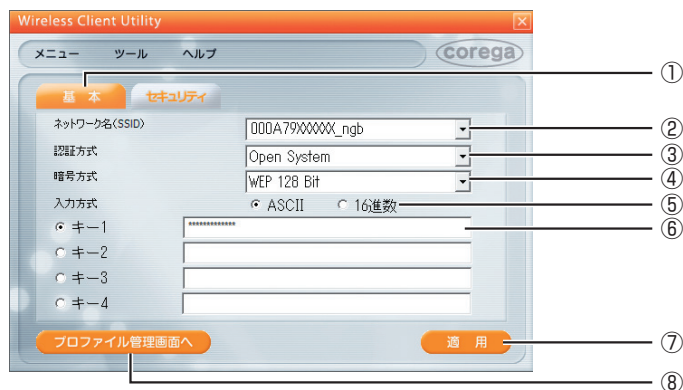 Wireless Client Utility
メニュー ツール ヘルプ corega
①
基 本 セキュリティ
ネットワーク名(SSID) 000A79XXXXX_ngb ②
認証方式 Open System ③
暗号方式 WEP 128 Bit ④
入力方式 ASCII 16進数 ⑤
キー1 ************* ⑥
キー2
キー3
キー4
プロファイル管理画面へ 適 用 ⑦
⑧